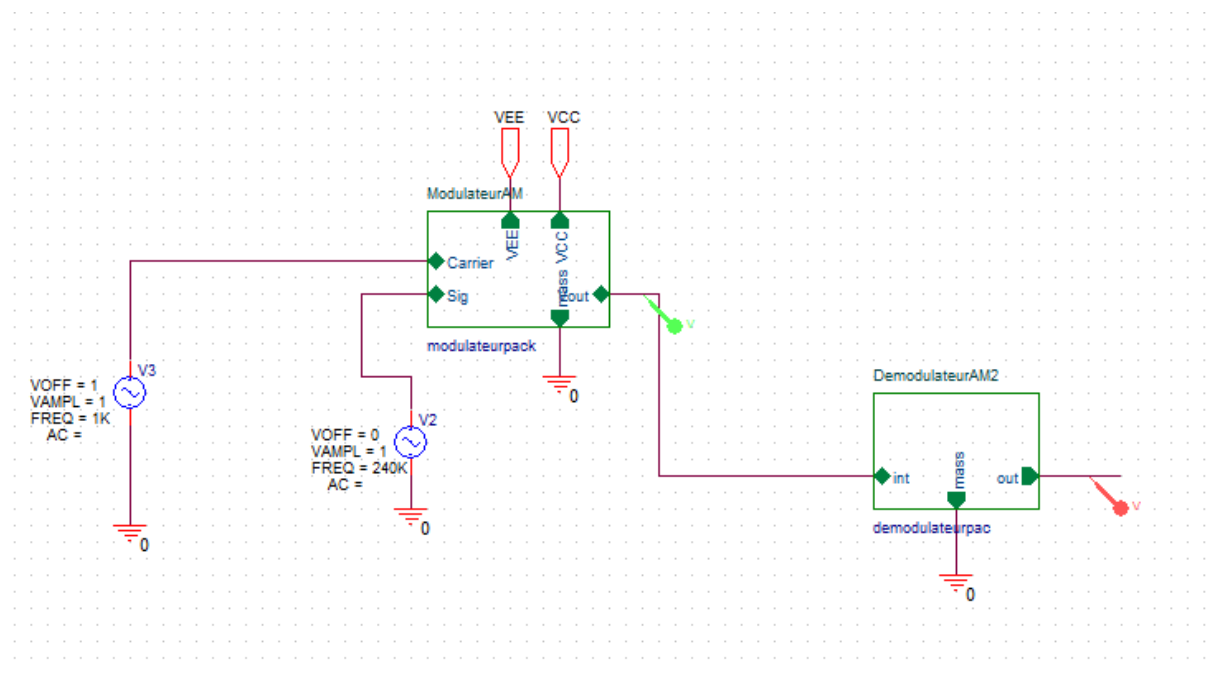 VEE VCC
ModulateurAM
VEE
VCC
Carrier
Sig
mass
out
modulateurpack
V3
VOFF = 1
VAMPL = 1
FREQ = 1K
AC =
0
V2
VOFF = 0
VAMPL = 1
FREQ = 240K
AC =
0
0
V
DemodulateurAM2
int
mass
out
demodulateurpac
0
V